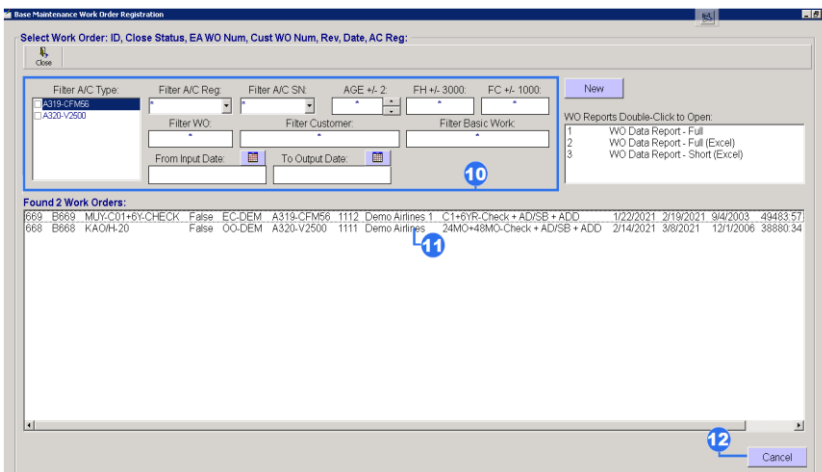 Base Maintenance Work Order Registration
Select Work Order: ID, Close Status, EA WO Num, Cust WO Num, Rev, Date, AC Reg:
Close
Filter A/C Type: Filter A/C Reg: Filter A/C SN: AGE +/- 2: FH +/- 3000: FC +/- 1000: New
A319-CFM56 * * * * *
A320-V2500
WO Reports Double-Click to Open:
Filter WO: Filter Customer: Filter Basic Work:
* * *
1 WO Data Report - Full
2 WO Data Report - Full (Excel)
3 WO Data Report - Short (Excel)
From Input Date: To Output Date:
10
Found 2 Work Orders:
669 B669 MUY-C01+6Y-CHECK False EC-DEM A319-CFM56 1112 Demo Airlines 1 C1+6YR-Check + AD/SB + ADD 1/22/2021 2/19/2021 9/4/2003 49483:57
668 B668 KAO/H-20 False OO-DEM A320-V2500 1111 Demo Airlines 24MO+48MO-Check + AD/SB + ADD 2/14/2021 3/8/2021 12/1/2006 38880:34
11
12
Cancel